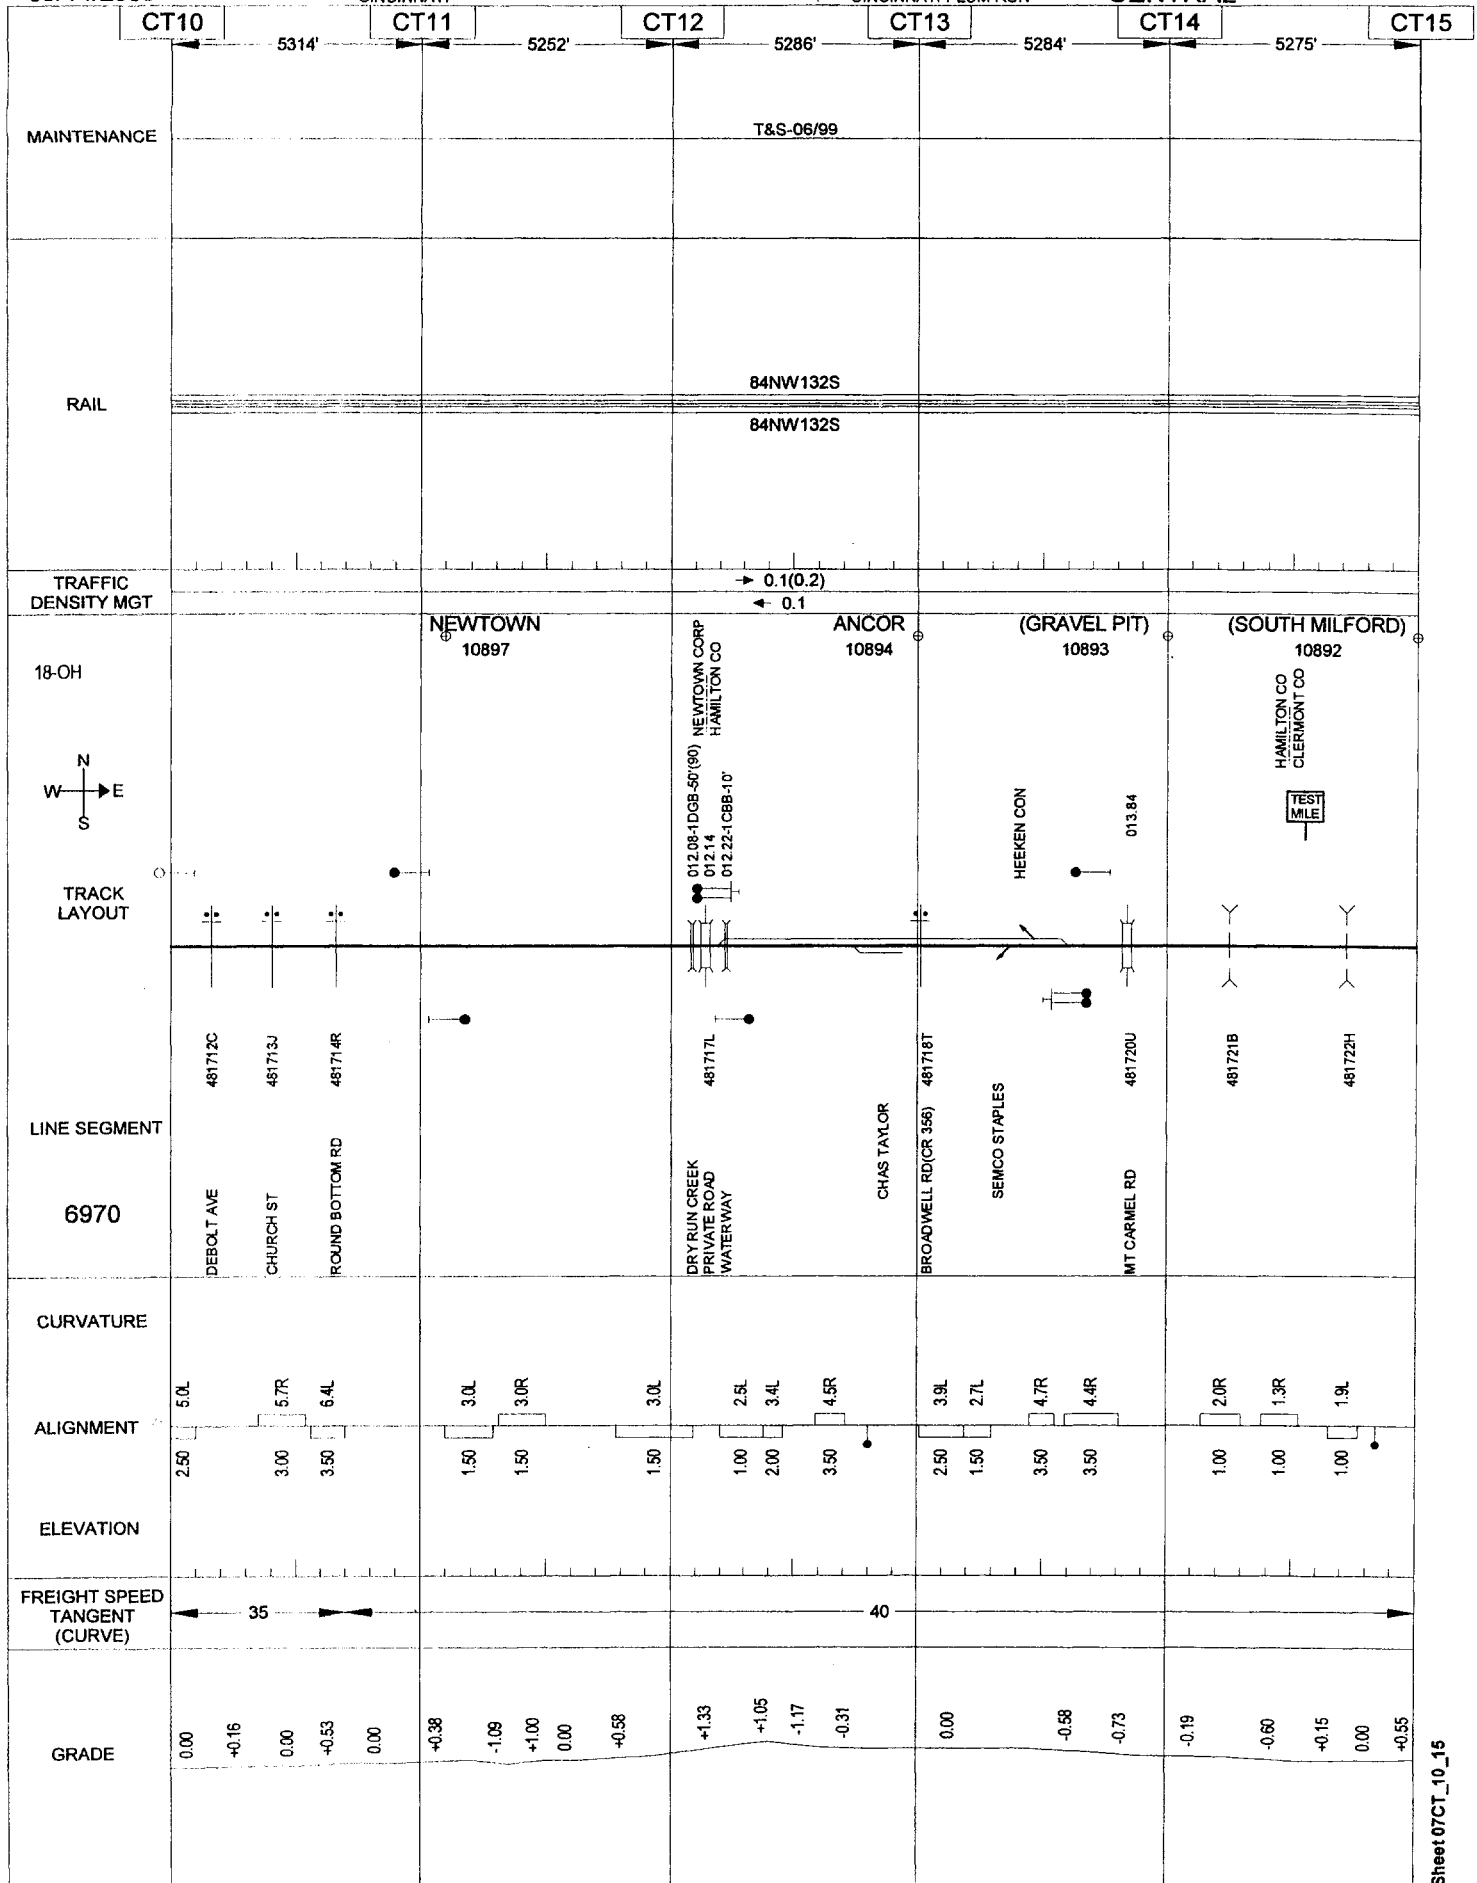 CT10 CT11 CT12 CT13 CT14 CT15
5314' 5252' 5286' 5284' 5275'
MAINTENANCE
T&S-06/99
RAIL
84NW132S
84NW132S
TRAFFIC
DENSITY MGT
0.1(0.2)
0.1
18-OH
NEWTOWN
10897
ANCOR
10894
(GRAVEL PIT)
10893
(SOUTH MILFORD)
10892
N
W E
S
NEWTOWN CORP
HAMILTON CO
012.08-1DGB-50'(90)
012.14
012.22-1CBB-10'
HEEKEN CON
013.84
HAMILTON CO
CLERMONT CO
TEST
MILE
TRACK
LAYOUT
481712C
481713J
481714R
481717L
481718T
481720U
481721B
481722H
LINE SEGMENT
6970
DEBOLT AVE
CHURCH ST
ROUND BOTTOM RD
DRY RUN CREEK
PRIVATE ROAD
WATERWAY
CHAS TAYLOR
BROADWELL RD(CR 356)
SEMCO STAPLES
MT CARMEL RD
CURVATURE
5.0L 5.7R 6.4L 3.0L 3.0R 3.0L 2.5L 3.4L 4.5R 3.9L 2.7L 4.7R 4.4R 2.0R 1.3R 1.9L
ALIGNMENT
2.50 3.00 3.50 1.50 1.50 1.50 1.00 2.00 3.50 2.50 1.50 3.50 3.50 1.00 1.00 1.00
ELEVATION
FREIGHT SPEED
TANGENT
(CURVE)
35 40
GRADE
0.00 +0.16 0.00 +0.53 0.00 +0.38 -1.09 +1.00 0.00 +0.58 +1.33 +1.05 -1.17 -0.31 0.00 -0.58 -0.73 -0.19 -0.60 +0.15 0.00 +0.55
Sheet 07CT_10_15